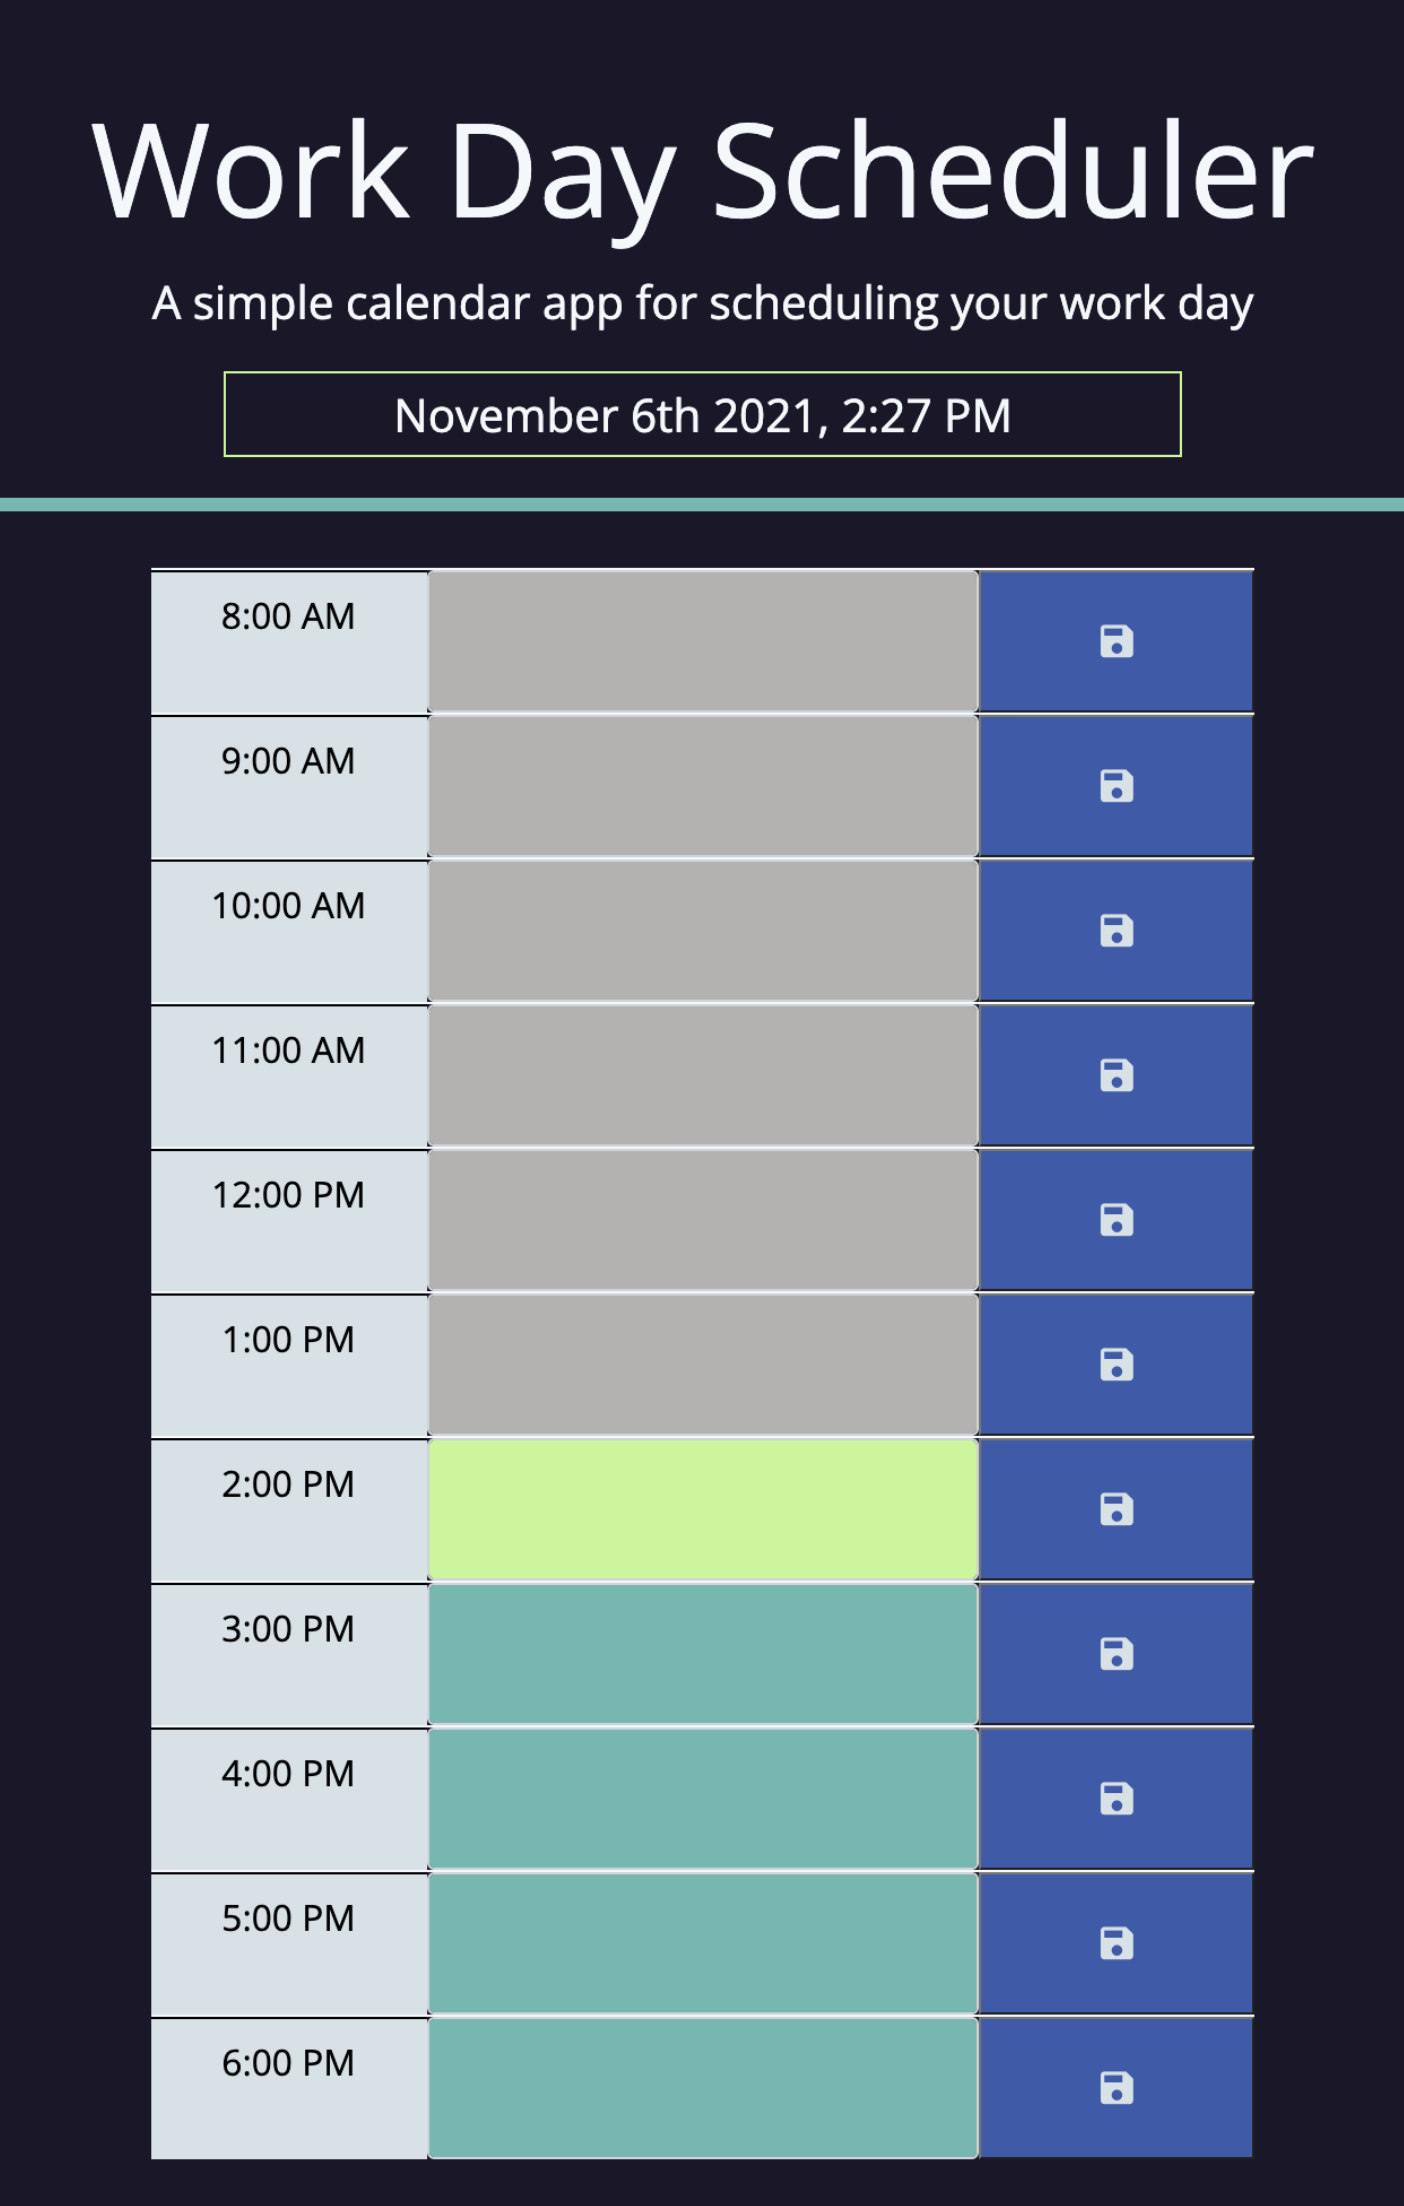 Work Day Scheduler
A simple calendar app for scheduling your work day
November 6th 2021, 2:27 PM
8:00 AM
9:00 AM
10:00 AM
11:00 AM
12:00 PM
1:00 PM
2:00 PM
3:00 PM
4:00 PM
5:00 PM
6:00 PM